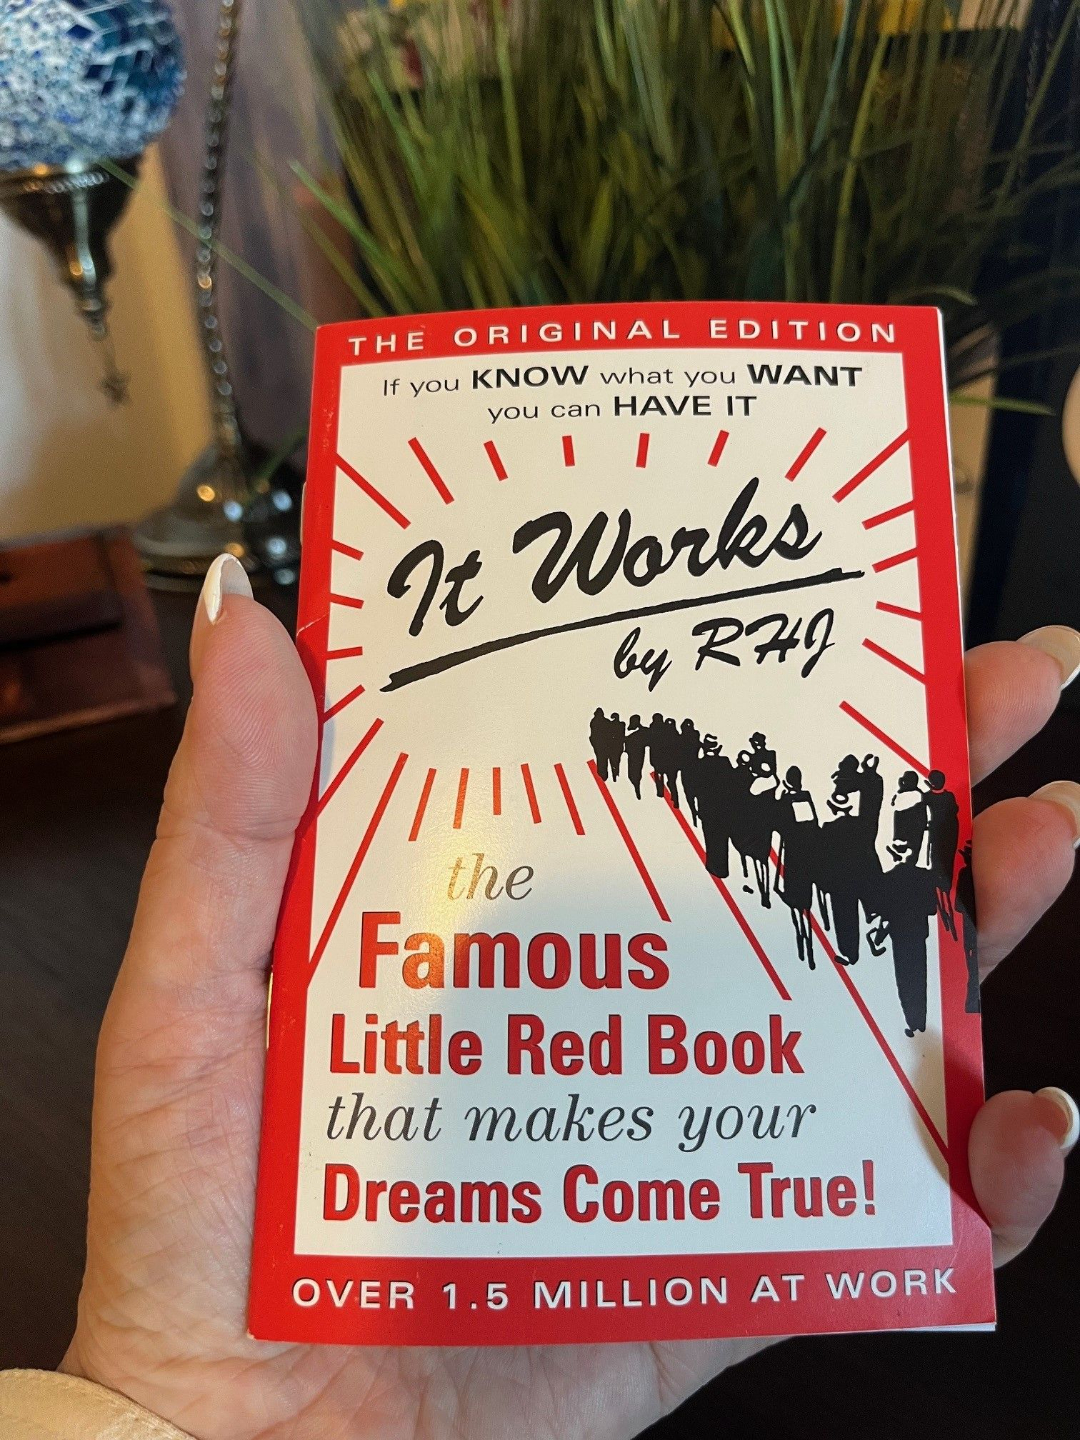 THE ORIGINAL EDITION
If you KNOW what you WANT
you can HAVE IT
It Works
by RHJ
the
Famous
Little Red Book
that makes your
Dreams Come True!
OVER 1.5 MILLION AT WORK